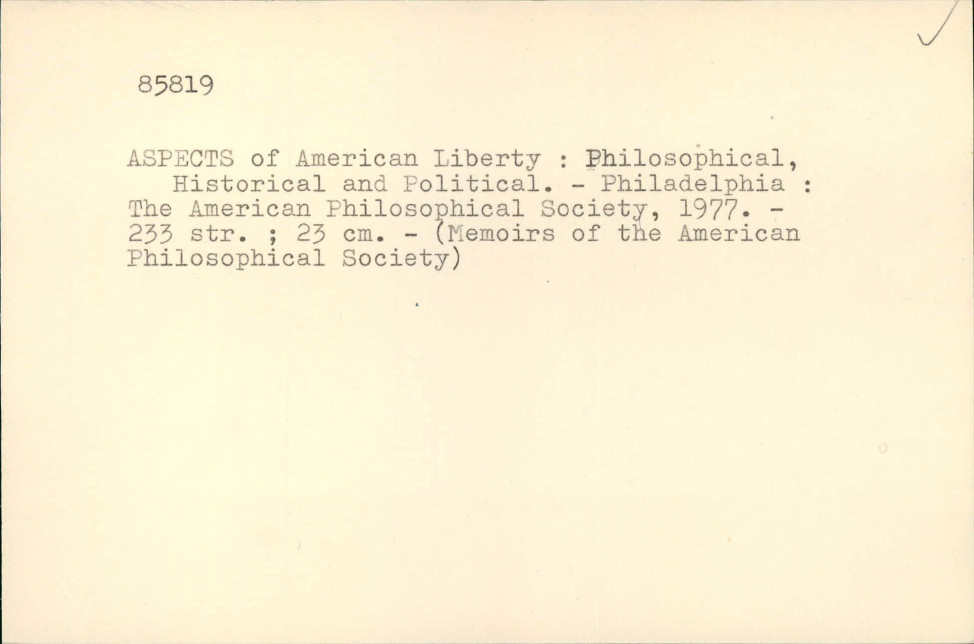 85819
ASPECTS of American Liberty : Philosophical,
Historical and Political. - Philadelphia :
The American Philosophical Society, 1977. -
233 str. ; 23 cm. - (Memoirs of the American
Philosophical Society)